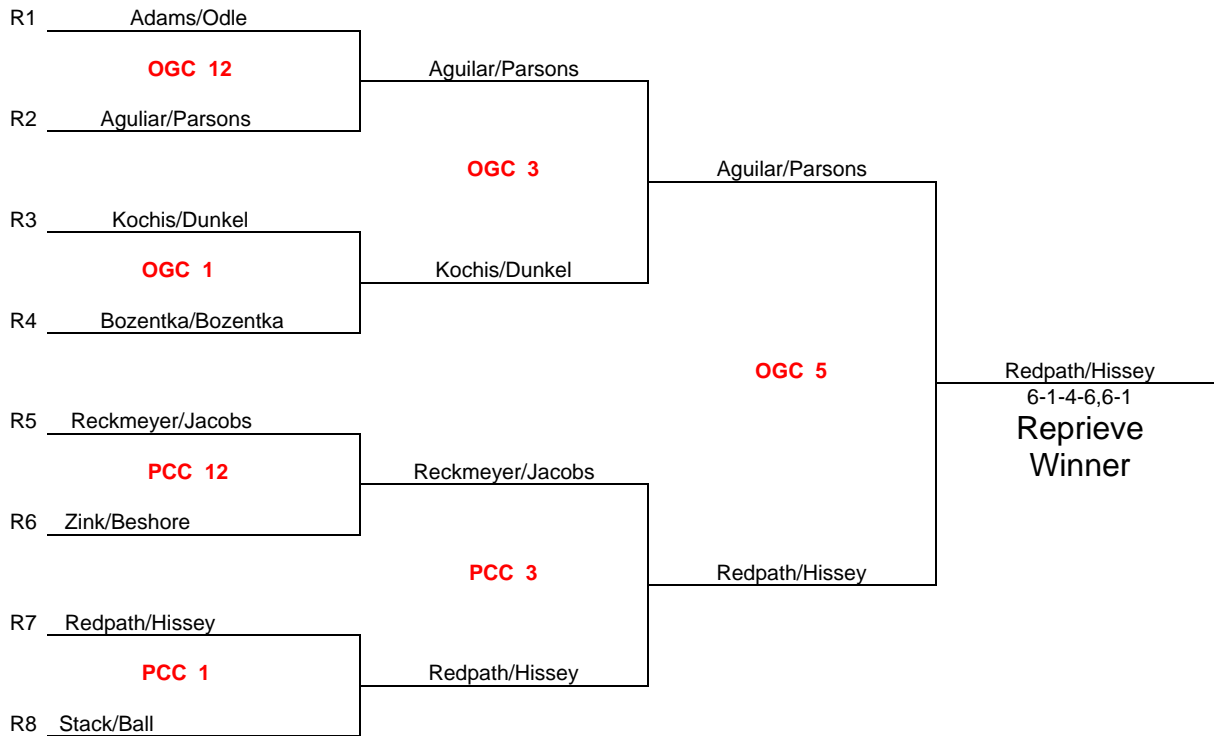 R1 Adams/Odle
OGC 12
Aguilar/Parsons
R2 Aguliar/Parsons
OGC 3
Aguilar/Parsons
R3 Kochis/Dunkel
OGC 1
Kochis/Dunkel
R4 Bozentka/Bozentka
OGC 5
Redpath/Hissey
6-1-4-6,6-1
Reprieve
Winner
R5 Reckmeyer/Jacobs
PCC 12
Reckmeyer/Jacobs
R6 Zink/Beshore
PCC 3
Redpath/Hissey
R7 Redpath/Hissey
PCC 1
Redpath/Hissey
R8 Stack/Ball